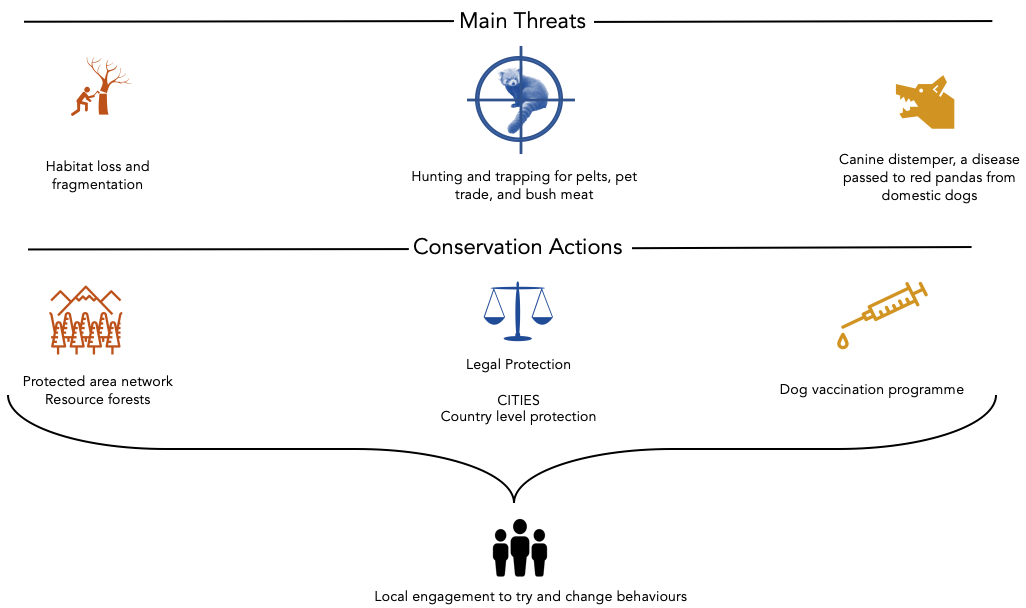 Main Threats
Habitat loss and
fragmentation
Hunting and trapping for pelts, pet
trade, and bush meat
Canine distemper, a disease
passed to red pandas from
domestic dogs
Conservation Actions
Protected area network
Resource forests
Legal Protection
CITIES
Country level protection
Dog vaccination programme
Local engagement to try and change behaviours